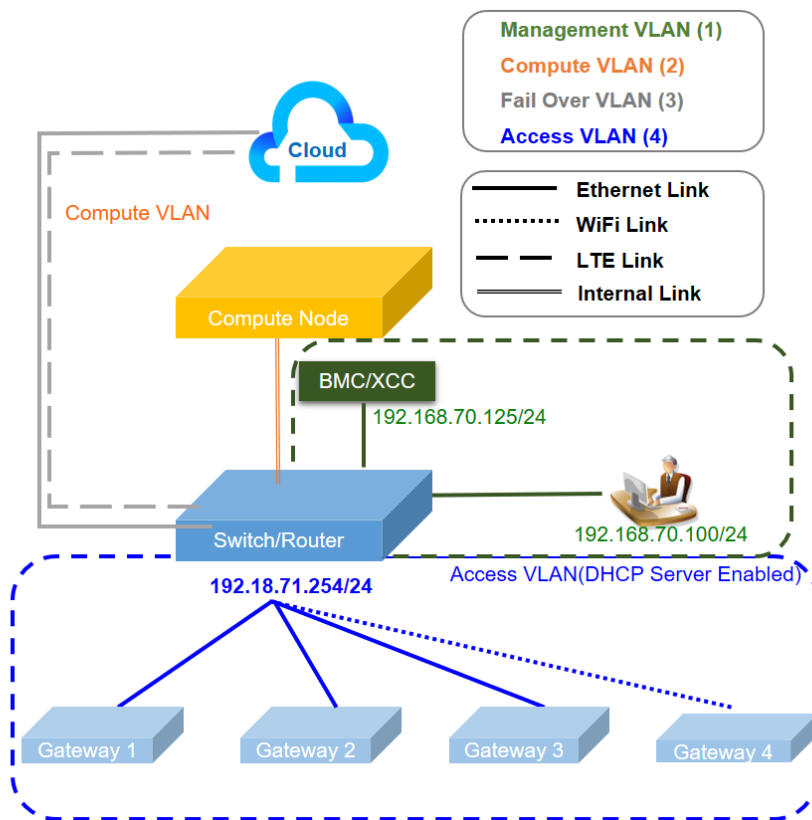 Management VLAN (1)
Compute VLAN (2)
Fail Over VLAN (3)
Access VLAN (4)
Cloud
Ethernet Link
WiFi Link
LTE Link
Internal Link
Compute VLAN
Compute Node
BMC/XCC
192.168.70.125/24
Switch/Router
192.168.70.100/24
Access VLAN(DHCP Server Enabled)
192.18.71.254/24
Gateway 1
Gateway 2
Gateway 3
Gateway 4